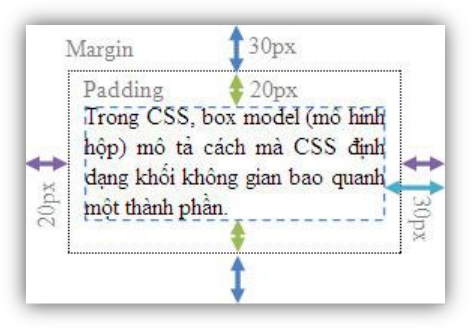 Margin
30px
Padding
20px
Trong CSS, box model (mô hình
hộp) mô tả cách mà CSS định
dạng khối không gian bao quanh
một thành phần.
20px
30px